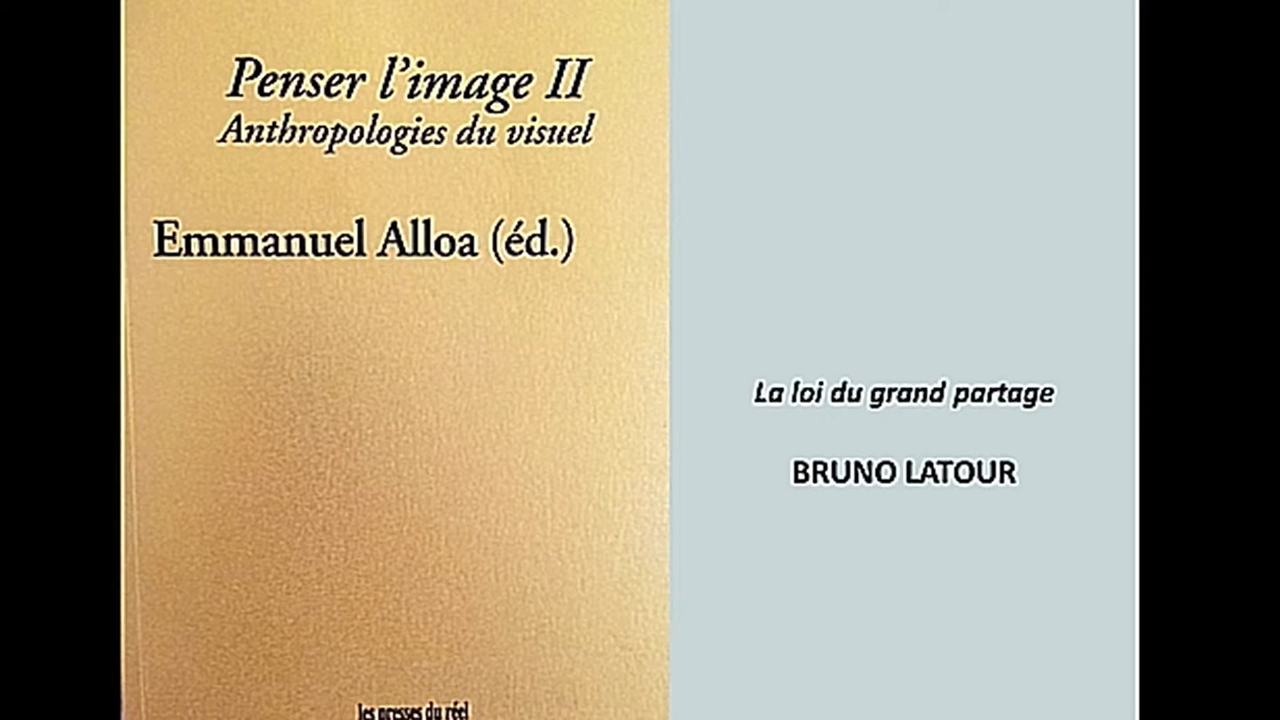 Penser l'image II
Anthropologies du visuel
Emmanuel Alloa (éd.)
les presses du réel
La loi du grand partage
BRUNO LATOUR